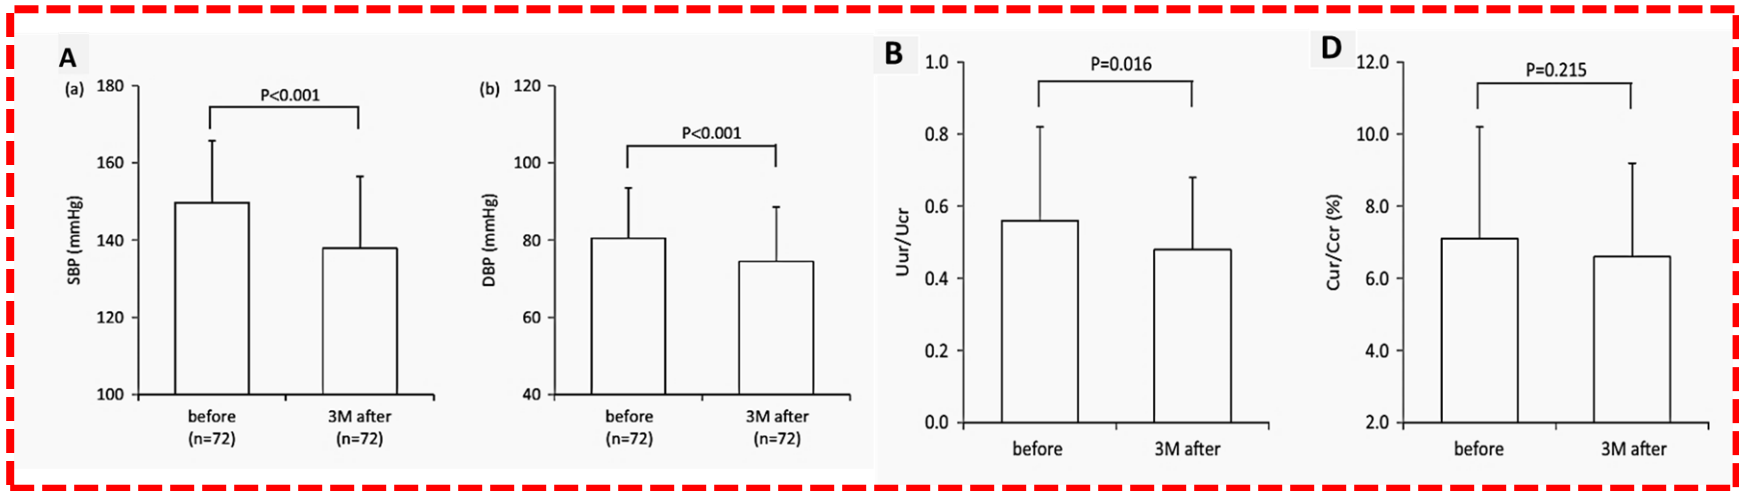 A
(a)
180
160
140
120
100
SBP (mmHg)
P<0.001
before
(n=72)
3M after
(n=72)
(b)
120
100
80
60
40
DBP (mmHg)
P<0.001
before
(n=72)
3M after
(n=72)
B
1.0
0.8
0.6
0.4
0.2
0.0
Uur/Ucr
P=0.016
before
3M after
D
12.0
10.0
8.0
6.0
4.0
2.0
Cur/Ccr (%)
P=0.215
before
3M after